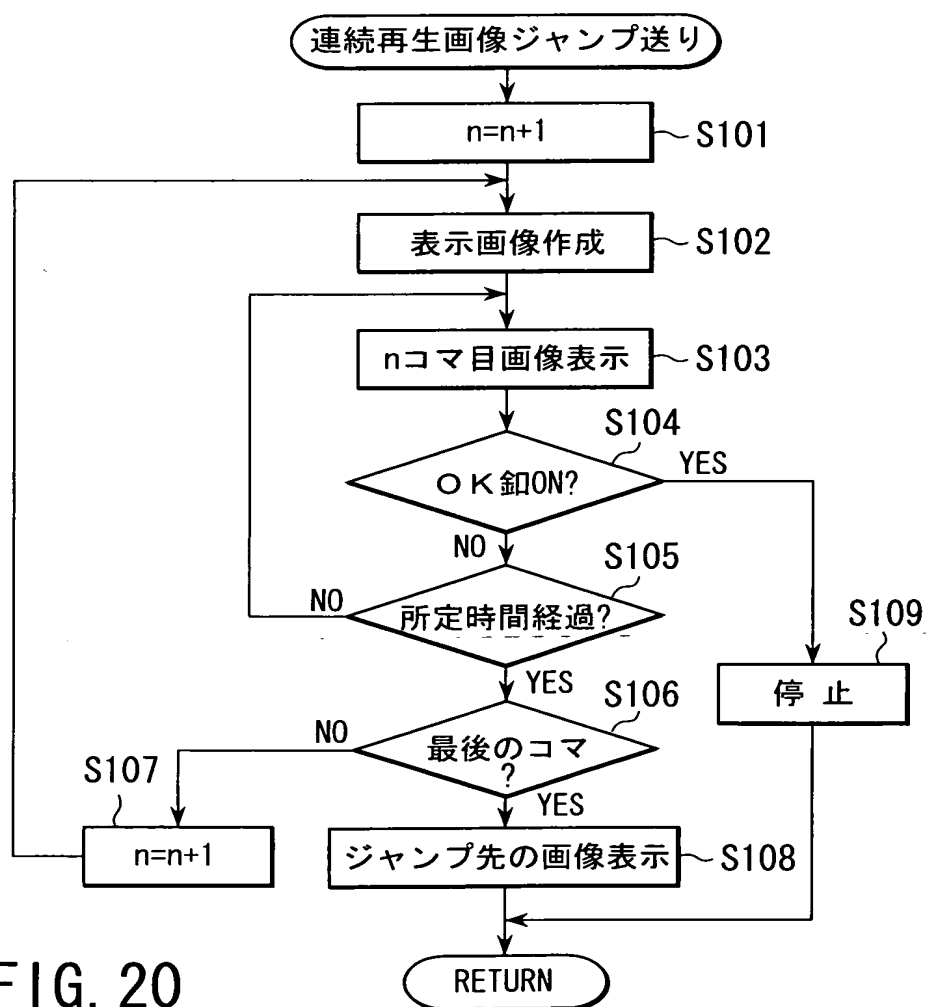 連続再生画像ジャンプ送り
n=n+1
S101
表示画像作成
S102
nコマ目画像表示
S103
S104
OK釦ON?
YES
NO
S105
所定時間経過?
NO
YES
S109
停止
S106
最後のコマ
?
NO
YES
S107
n=n+1
ジャンプ先の画像表示
S108
RETURN
FIG. 20